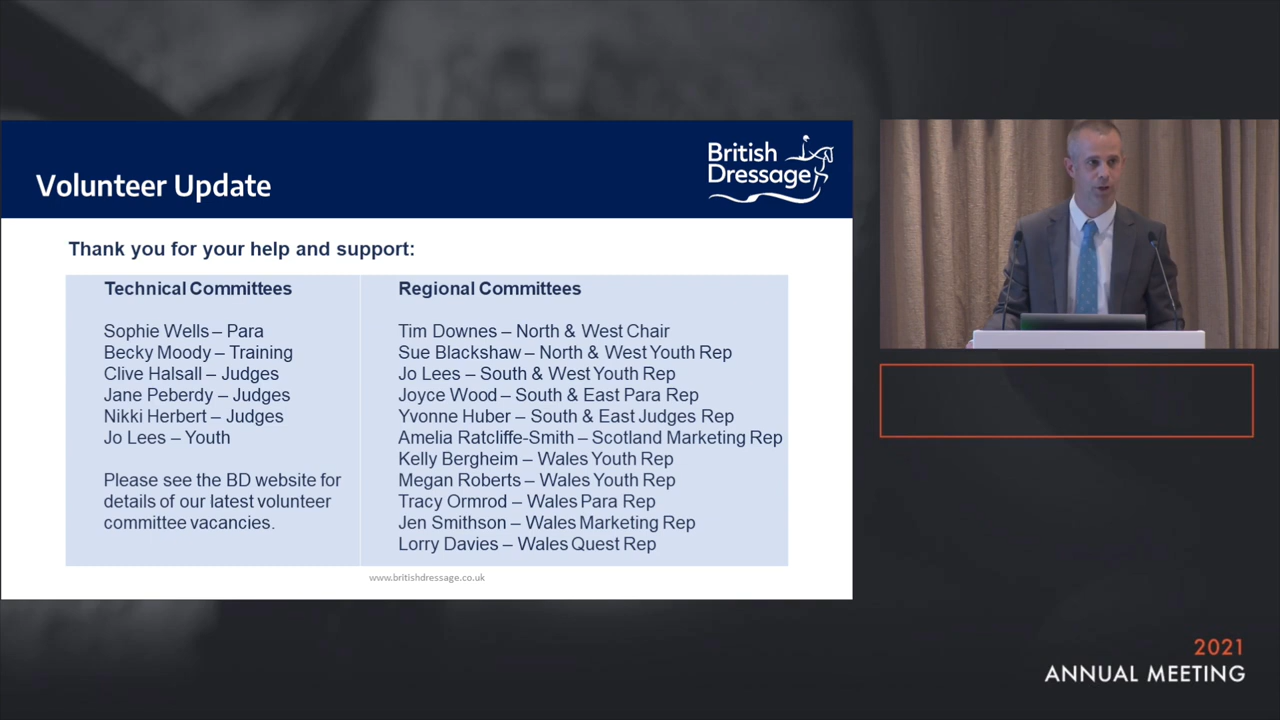 Volunteer Update
British
Dressage
Thank you for your help and support:
Technical Committees
Sophie Wells – Para
Becky Moody – Training
Clive Halsall – Judges
Jane Peberdy – Judges
Nikki Herbert – Judges
Jo Lees – Youth
Please see the BD website for
details of our latest volunteer
committee vacancies.
Regional Committees
Tim Downes – North & West Chair
Sue Blackshaw – North & West Youth Rep
Jo Lees – South & West Youth Rep
Joyce Wood – South & East Para Rep
Yvonne Huber – South & East Judges Rep
Amelia Ratcliffe-Smith – Scotland Marketing Rep
Kelly Bergheim – Wales Youth Rep
Megan Roberts – Wales Youth Rep
Tracy Ormrod – Wales Para Rep
Jen Smithson – Wales Marketing Rep
Lorry Davies – Wales Quest Rep
www.britishdressage.co.uk
2021
ANNUAL MEETING